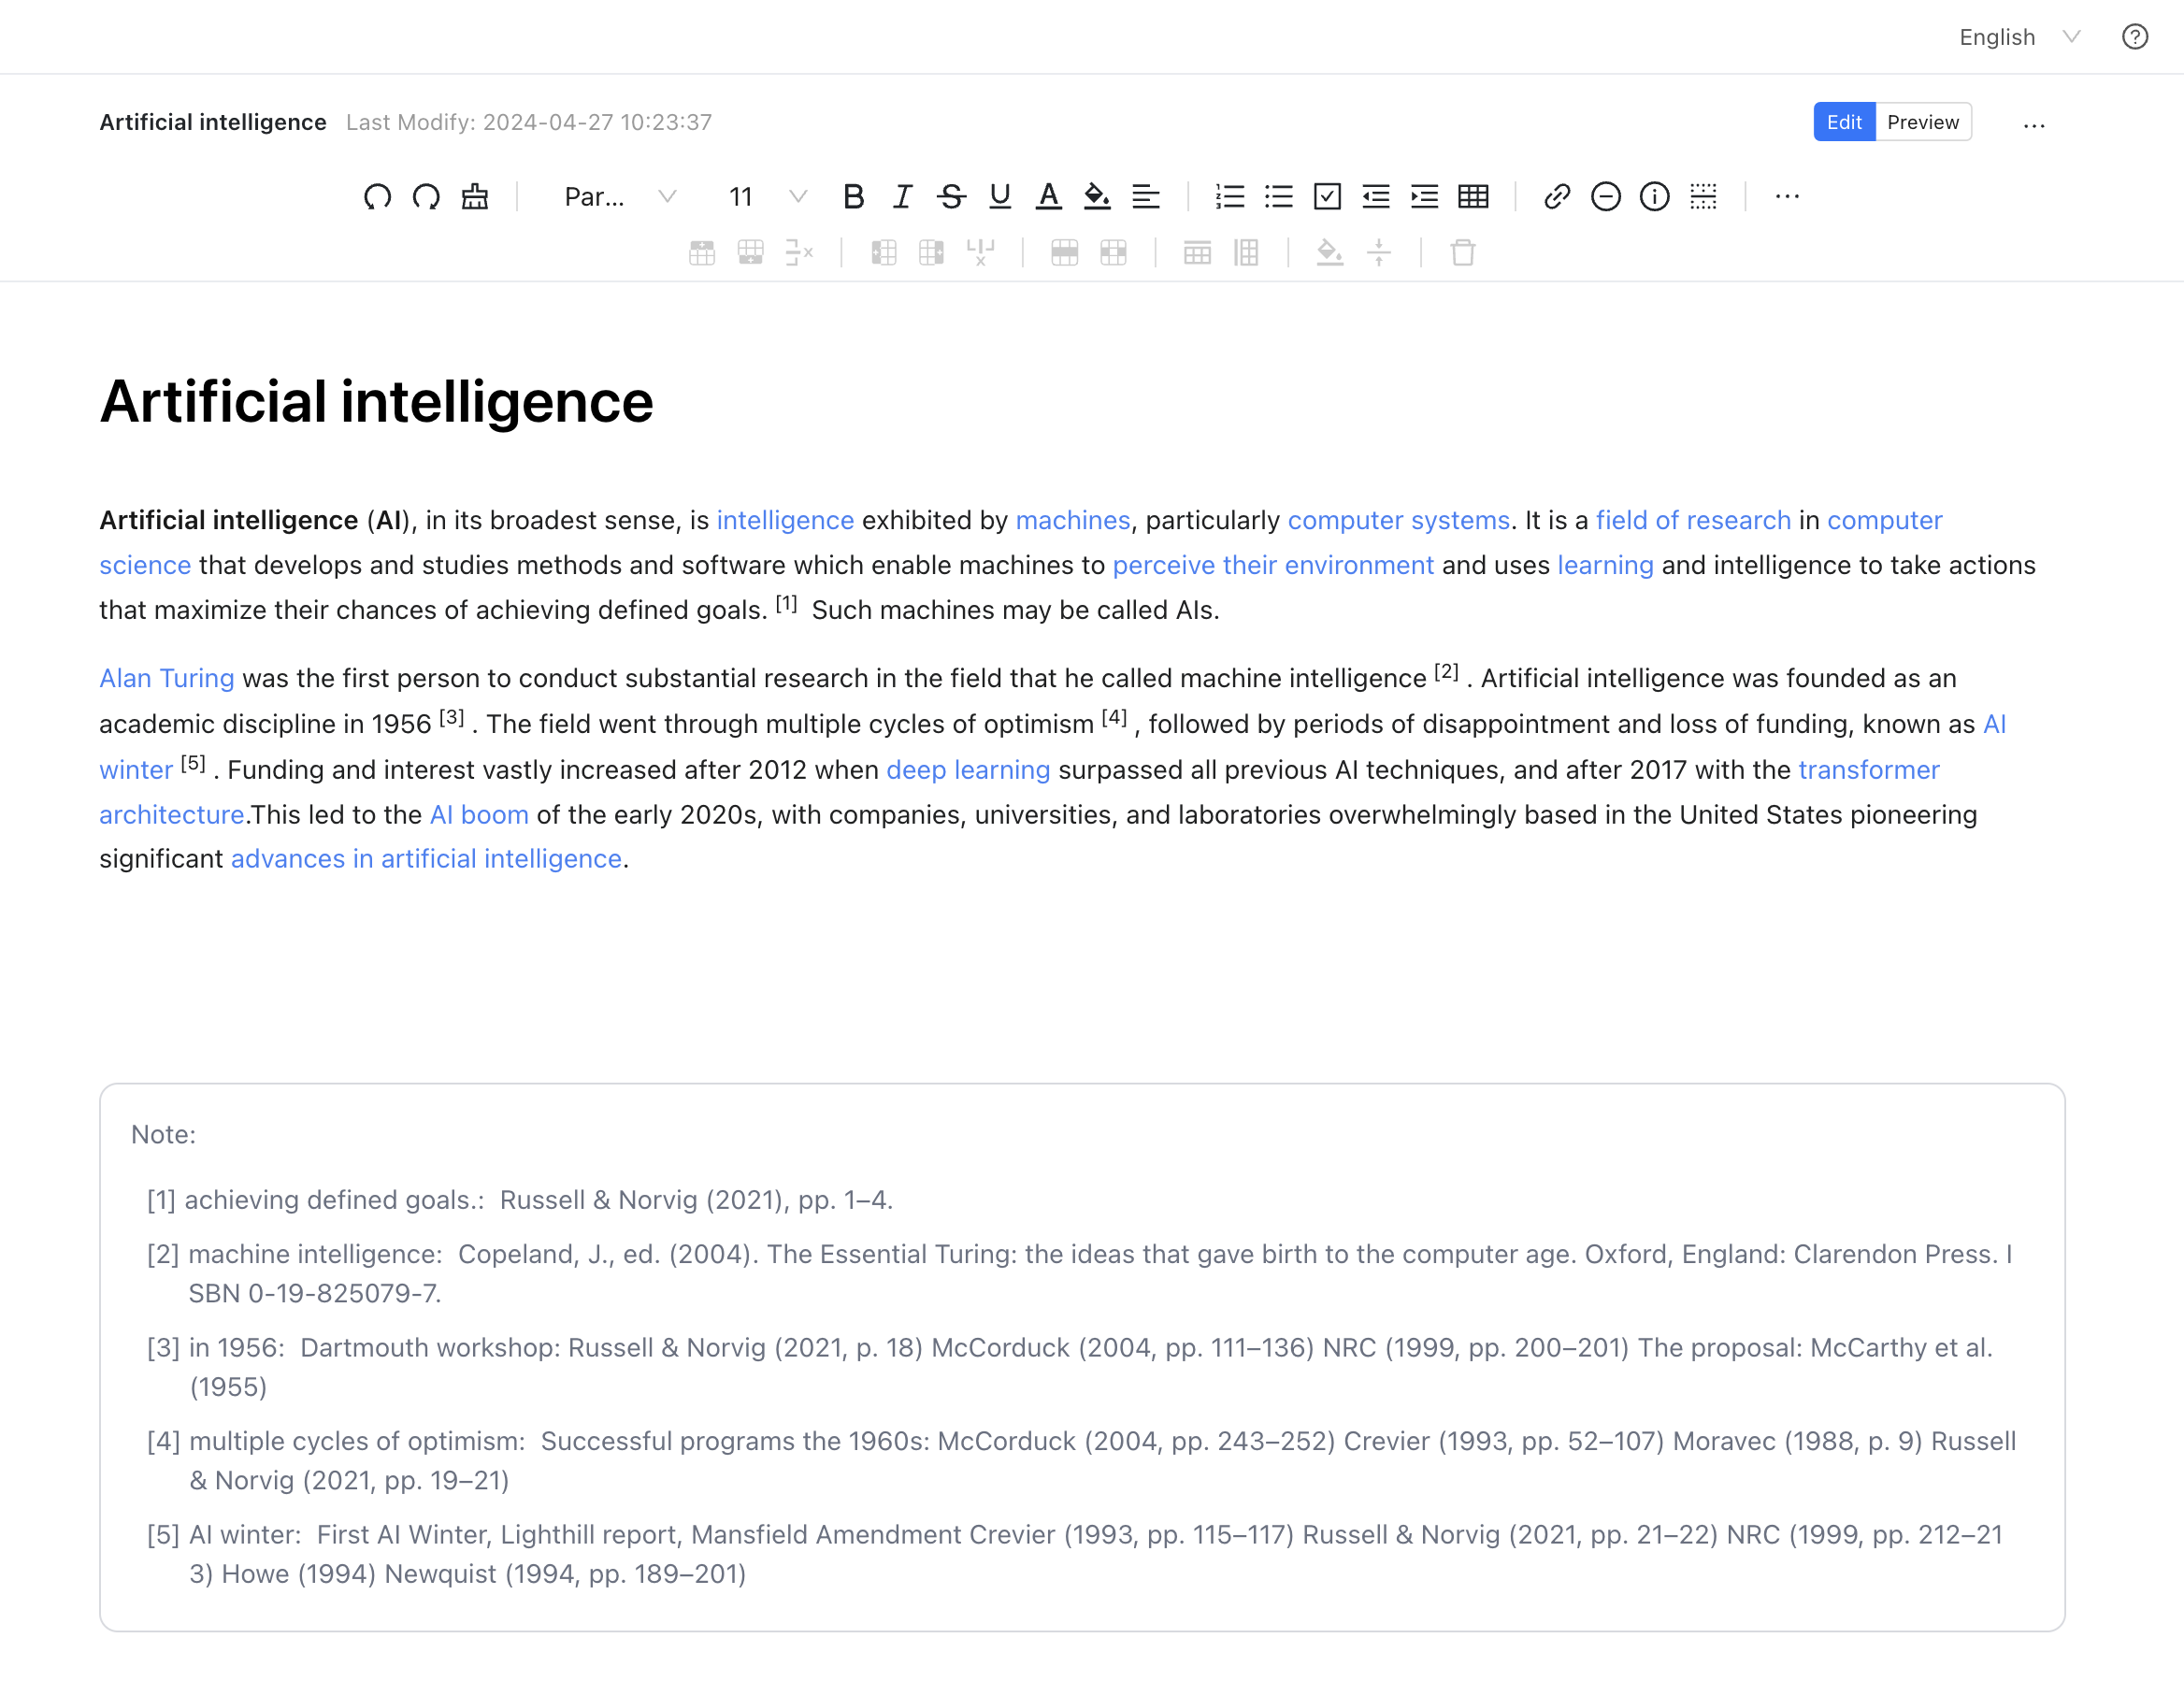 English
Artificial intelligence Last Modify: 2024-04-27 10:23:37 Edit Preview ...
Par... 11 B I S U A ...
Artificial intelligence
Artificial intelligence (AI), in its broadest sense, is intelligence exhibited by machines, particularly computer systems. It is a field of research in computer
science that develops and studies methods and software which enable machines to perceive their environment and uses learning and intelligence to take actions
that maximize their chances of achieving defined goals. [1] Such machines may be called AIs.
Alan Turing was the first person to conduct substantial research in the field that he called machine intelligence [2] . Artificial intelligence was founded as an
academic discipline in 1956 [3] . The field went through multiple cycles of optimism [4] , followed by periods of disappointment and loss of funding, known as AI
winter [5] . Funding and interest vastly increased after 2012 when deep learning surpassed all previous AI techniques, and after 2017 with the transformer
architecture.This led to the AI boom of the early 2020s, with companies, universities, and laboratories overwhelmingly based in the United States pioneering
significant advances in artificial intelligence.
Note:
[1] achieving defined goals.: Russell & Norvig (2021), pp. 1–4.
[2] machine intelligence: Copeland, J., ed. (2004). The Essential Turing: the ideas that gave birth to the computer age. Oxford, England: Clarendon Press. I
SBN 0-19-825079-7.
[3] in 1956: Dartmouth workshop: Russell & Norvig (2021, p. 18) McCorduck (2004, pp. 111–136) NRC (1999, pp. 200–201) The proposal: McCarthy et al.
(1955)
[4] multiple cycles of optimism: Successful programs the 1960s: McCorduck (2004, pp. 243–252) Crevier (1993, pp. 52–107) Moravec (1988, p. 9) Russell
& Norvig (2021, pp. 19–21)
[5] AI winter: First AI Winter, Lighthill report, Mansfield Amendment Crevier (1993, pp. 115–117) Russell & Norvig (2021, pp. 21–22) NRC (1999, pp. 212–21
3) Howe (1994) Newquist (1994, pp. 189–201)